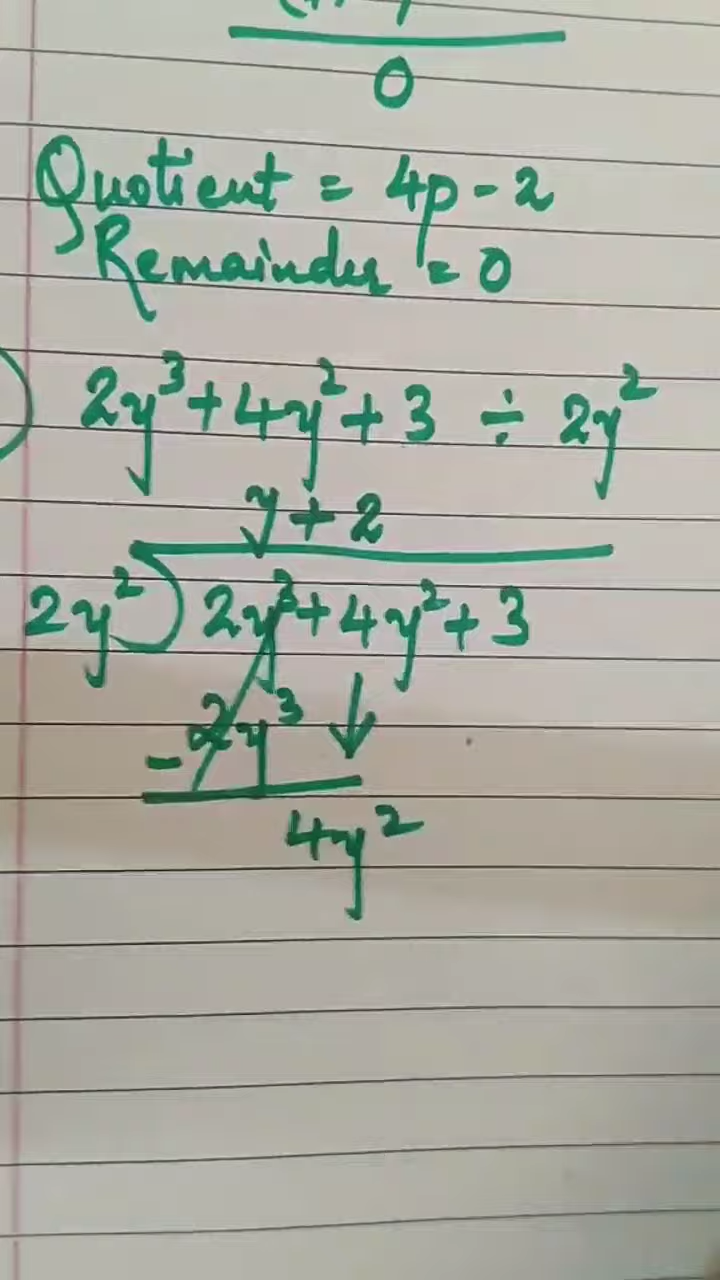 0
Quotient = 4p - 2
Remainder = 0
2y³ + 4y² + 3 ÷ 2y²
y + 2
2y² ) 2y³ + 4y² + 3
- 2y³ ↓
4y²